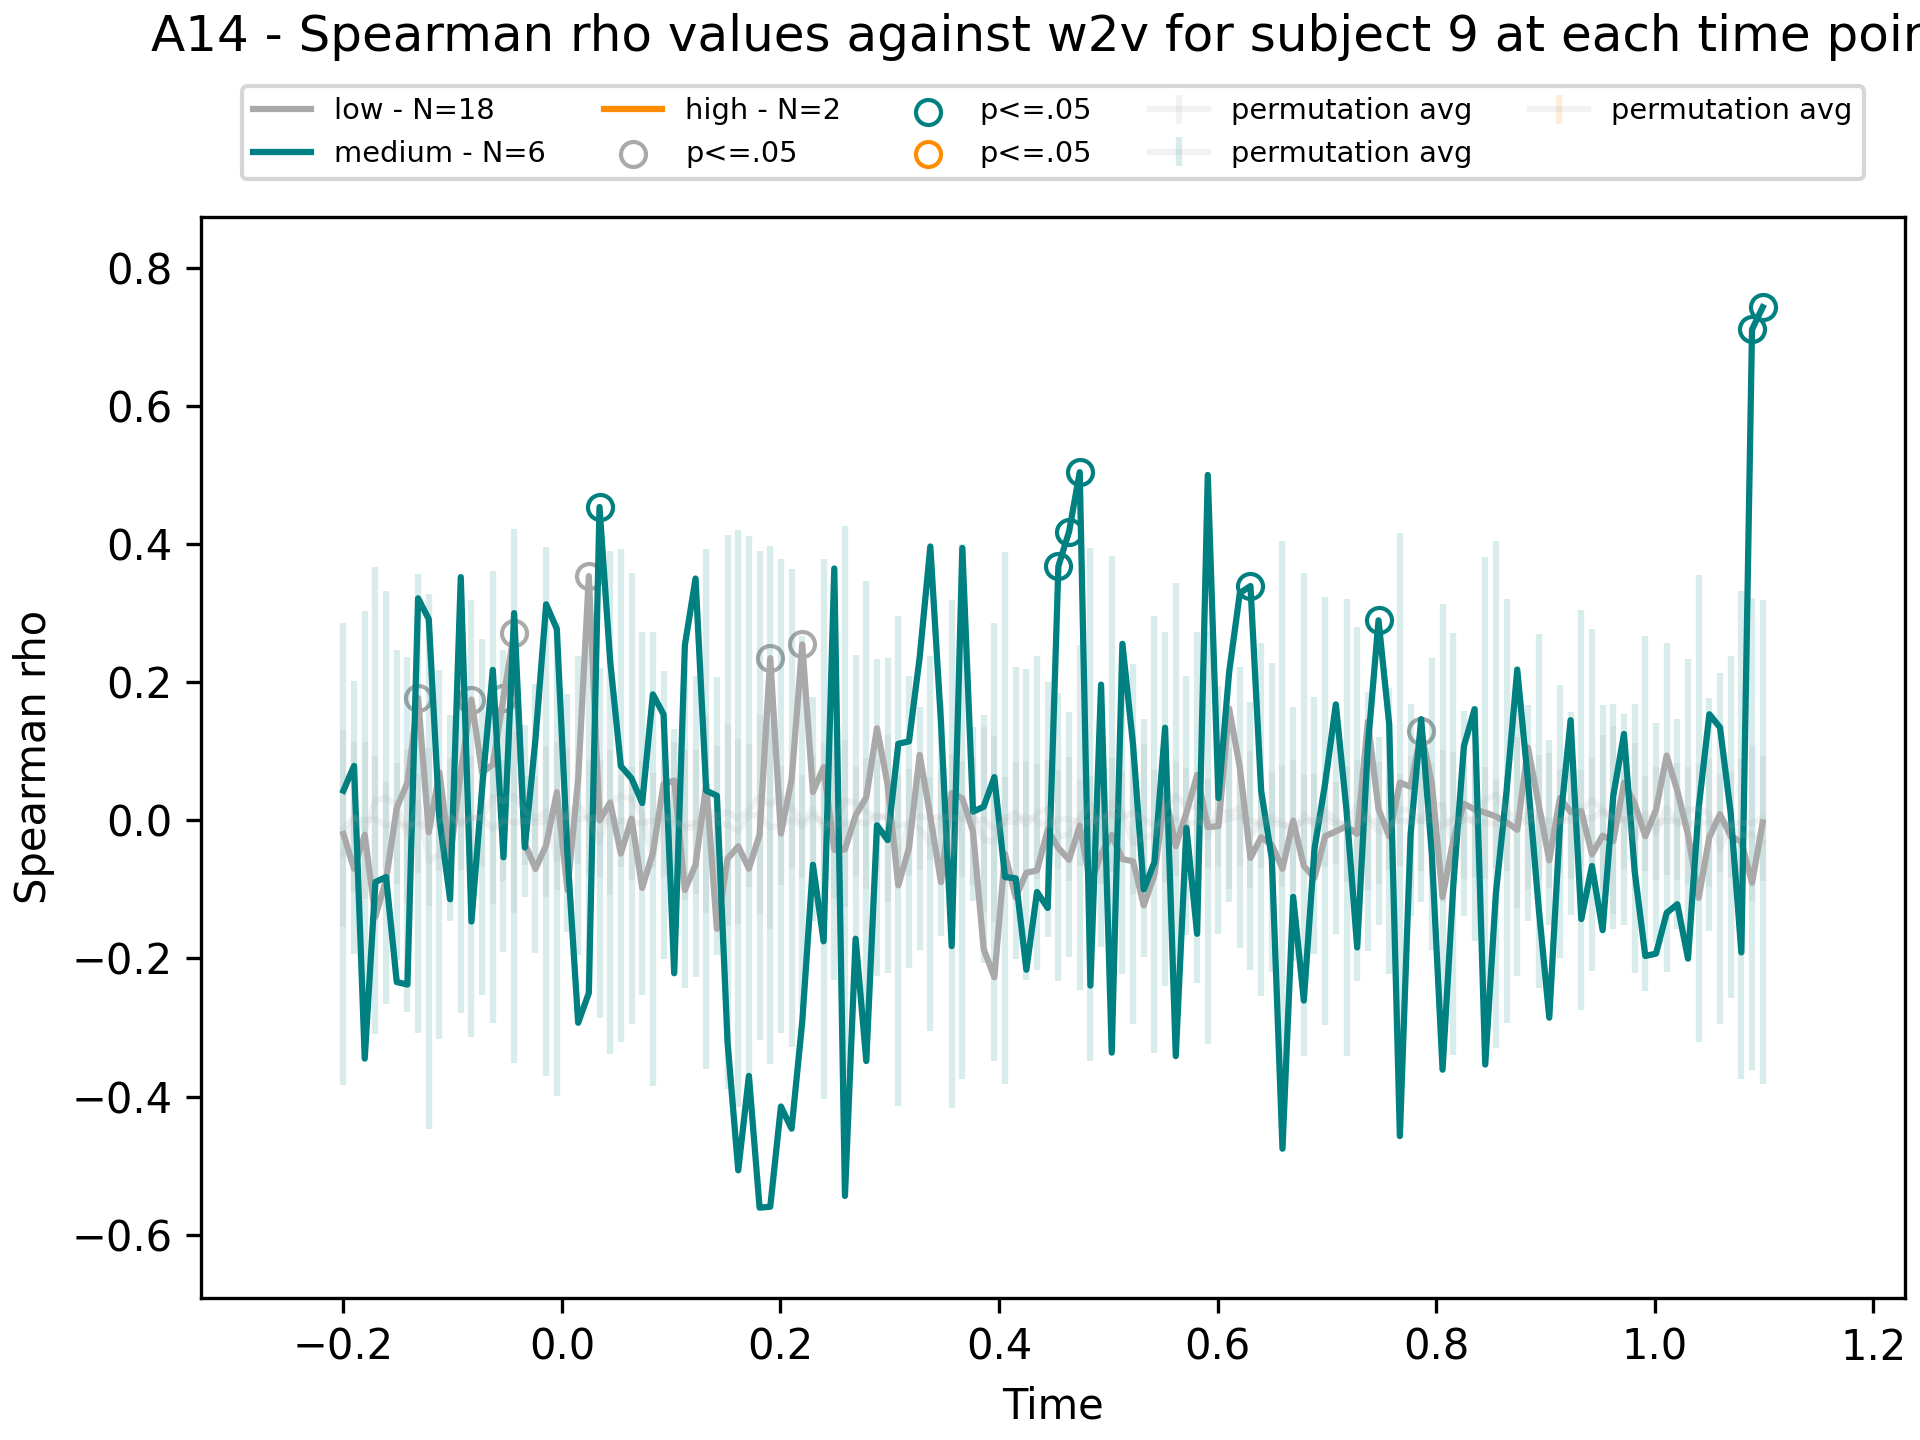 A14 - Spearman rho values against w2v for subject 9 at each time poin
low - N=18
medium - N=6
high - N=2
p<=.05
p<=.05
p<=.05
permutation avg
permutation avg
permutation avg
Spearman rho
0.8
0.6
0.4
0.2
0.0
−0.2
−0.4
−0.6
−0.2 0.0 0.2 0.4 0.6 0.8 1.0 1.2
Time